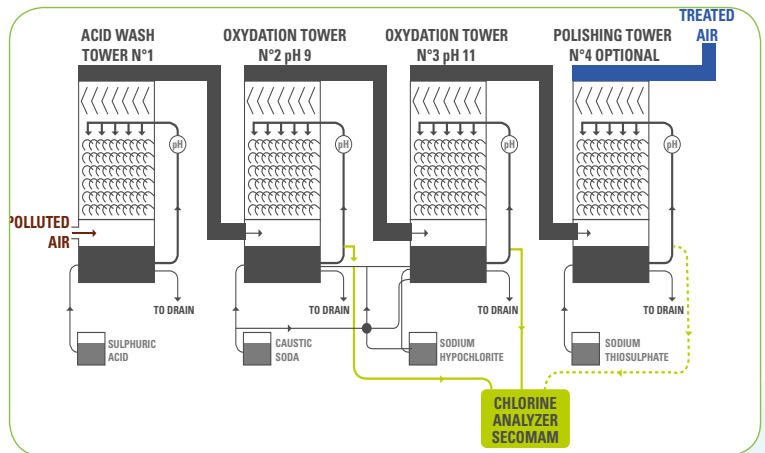 TREATED
AIR
ACID WASH
TOWER N°1
OXYDATION TOWER
N°2 pH 9
OXYDATION TOWER
N°3 pH 11
POLISHING TOWER
N°4 OPTIONAL
pH
pH
pH
pH
POLLUTED
AIR
TO DRAIN
TO DRAIN
TO DRAIN
TO DRAIN
SULPHURIC
ACID
CAUSTIC
SODA
SODIUM
HYPOCHLORITE
SODIUM
THIOSULPHATE
CHLORINE
ANALYZER
SECOMAM